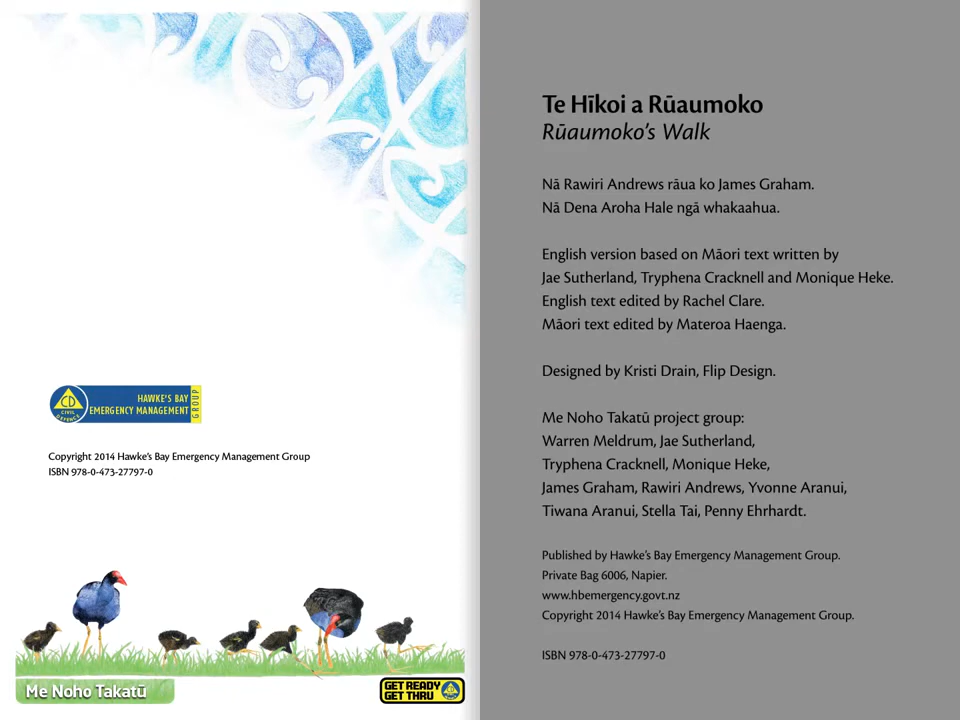 CD
CIVIL
DEFENCE
HAWKE'S BAY
EMERGENCY MANAGEMENT
GROUP
Copyright 2014 Hawke's Bay Emergency Management Group
ISBN 978-0-473-27797-0
Me Noho Takatū
GET READY
GET THRU
Te Hīkoi a Rūaumoko
Rūaumoko's Walk
Nā Rawiri Andrews rāua ko James Graham.
Nā Dena Aroha Hale ngā whakaahua.
English version based on Māori text written by
Jae Sutherland, Tryphena Cracknell and Monique Heke.
English text edited by Rachel Clare.
Māori text edited by Materoa Haenga.
Designed by Kristi Drain, Flip Design.
Me Noho Takatū project group:
Warren Meldrum, Jae Sutherland,
Tryphena Cracknell, Monique Heke,
James Graham, Rawiri Andrews, Yvonne Aranui,
Tiwana Aranui, Stella Tai, Penny Ehrhardt.
Published by Hawke's Bay Emergency Management Group.
Private Bag 6006, Napier.
www.hbemergency.govt.nz
Copyright 2014 Hawke's Bay Emergency Management Group.
ISBN 978-0-473-27797-0